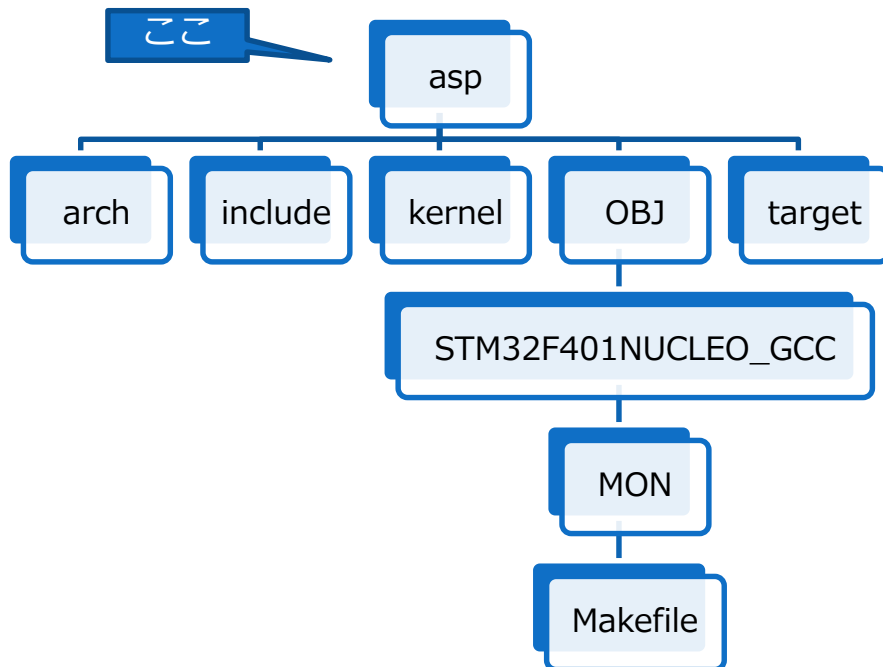 ここ
asp
arch
include
kernel
OBJ
target
STM32F401NUCLEO_GCC
MON
Makefile